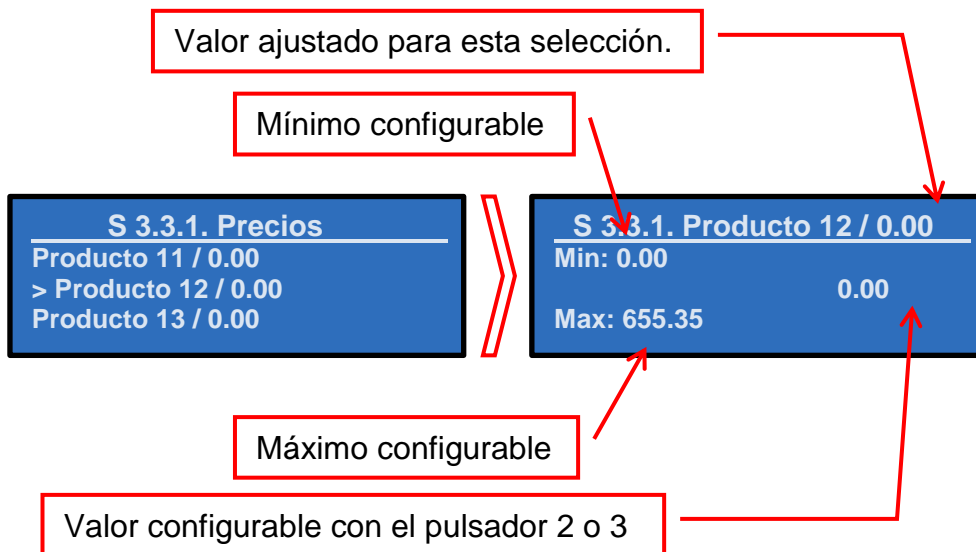 Valor ajustado para esta selección.
Mínimo configurable
S 3.3.1. Precios
Producto 11 / 0.00
> Producto 12 / 0.00
Producto 13 / 0.00
S 3.3.1. Producto 12 / 0.00
Min: 0.00
0.00
Max: 655.35
Máximo configurable
Valor configurable con el pulsador 2 o 3